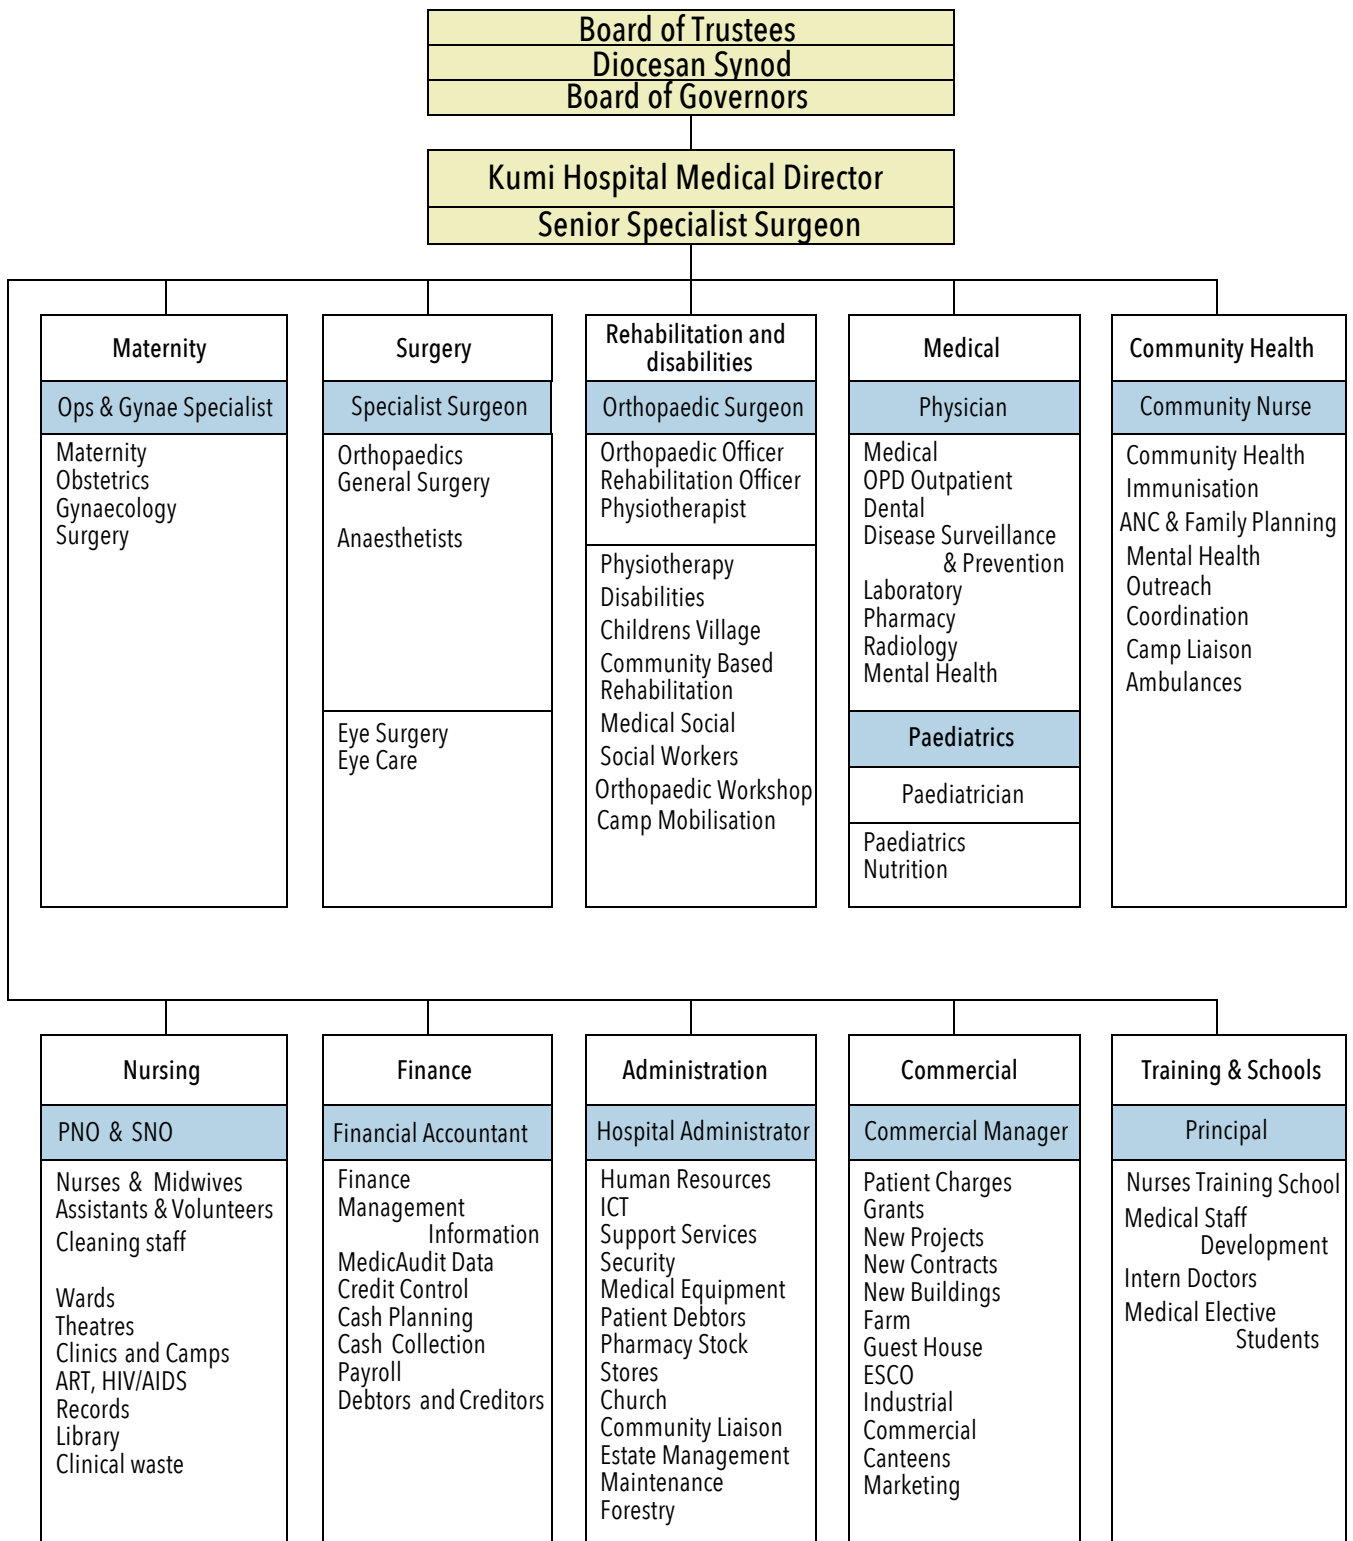 Board of Trustees
Diocesan Synod
Board of Governors
Kumi Hospital Medical Director
Senior Specialist Surgeon
Maternity
Ops & Gynae Specialist
Maternity
Obstetrics
Gynaecology
Surgery
Surgery
Specialist Surgeon
Orthopaedics
General Surgery
Anaesthetists
Eye Surgery
Eye Care
Rehabilitation and
disabilities
Orthopaedic Surgeon
Orthopaedic Officer
Rehabilitation Officer
Physiotherapist
Physiotherapy
Disabilities
Childrens Village
Community Based
Rehabilitation
Medical Social
Social Workers
Orthopaedic Workshop
Camp Mobilisation
Medical
Physician
Medical
OPD Outpatient
Dental
Disease Surveillance
& Prevention
Laboratory
Pharmacy
Radiology
Mental Health
Paediatrics
Paediatrician
Paediatrics
Nutrition
Community Health
Community Nurse
Community Health
Immunisation
ANC & Family Planning
Mental Health
Outreach
Coordination
Camp Liaison
Ambulances
Nursing
PNO & SNO
Nurses & Midwives
Assistants & Volunteers
Cleaning staff
Wards
Theatres
Clinics and Camps
ART, HIV/AIDS
Records
Library
Clinical waste
Finance
Financial Accountant
Finance
Management
Information
MedicAudit Data
Credit Control
Cash Planning
Cash Collection
Payroll
Debtors and Creditors
Administration
Hospital Administrator
Human Resources
ICT
Support Services
Security
Medical Equipment
Patient Debtors
Pharmacy Stock
Stores
Church
Community Liaison
Estate Management
Maintenance
Forestry
Commercial
Commercial Manager
Patient Charges
Grants
New Projects
New Contracts
New Buildings
Farm
Guest House
ESCO
Industrial
Commercial
Canteens
Marketing
Training & Schools
Principal
Nurses Training School
Medical Staff
Development
Intern Doctors
Medical Elective
Students